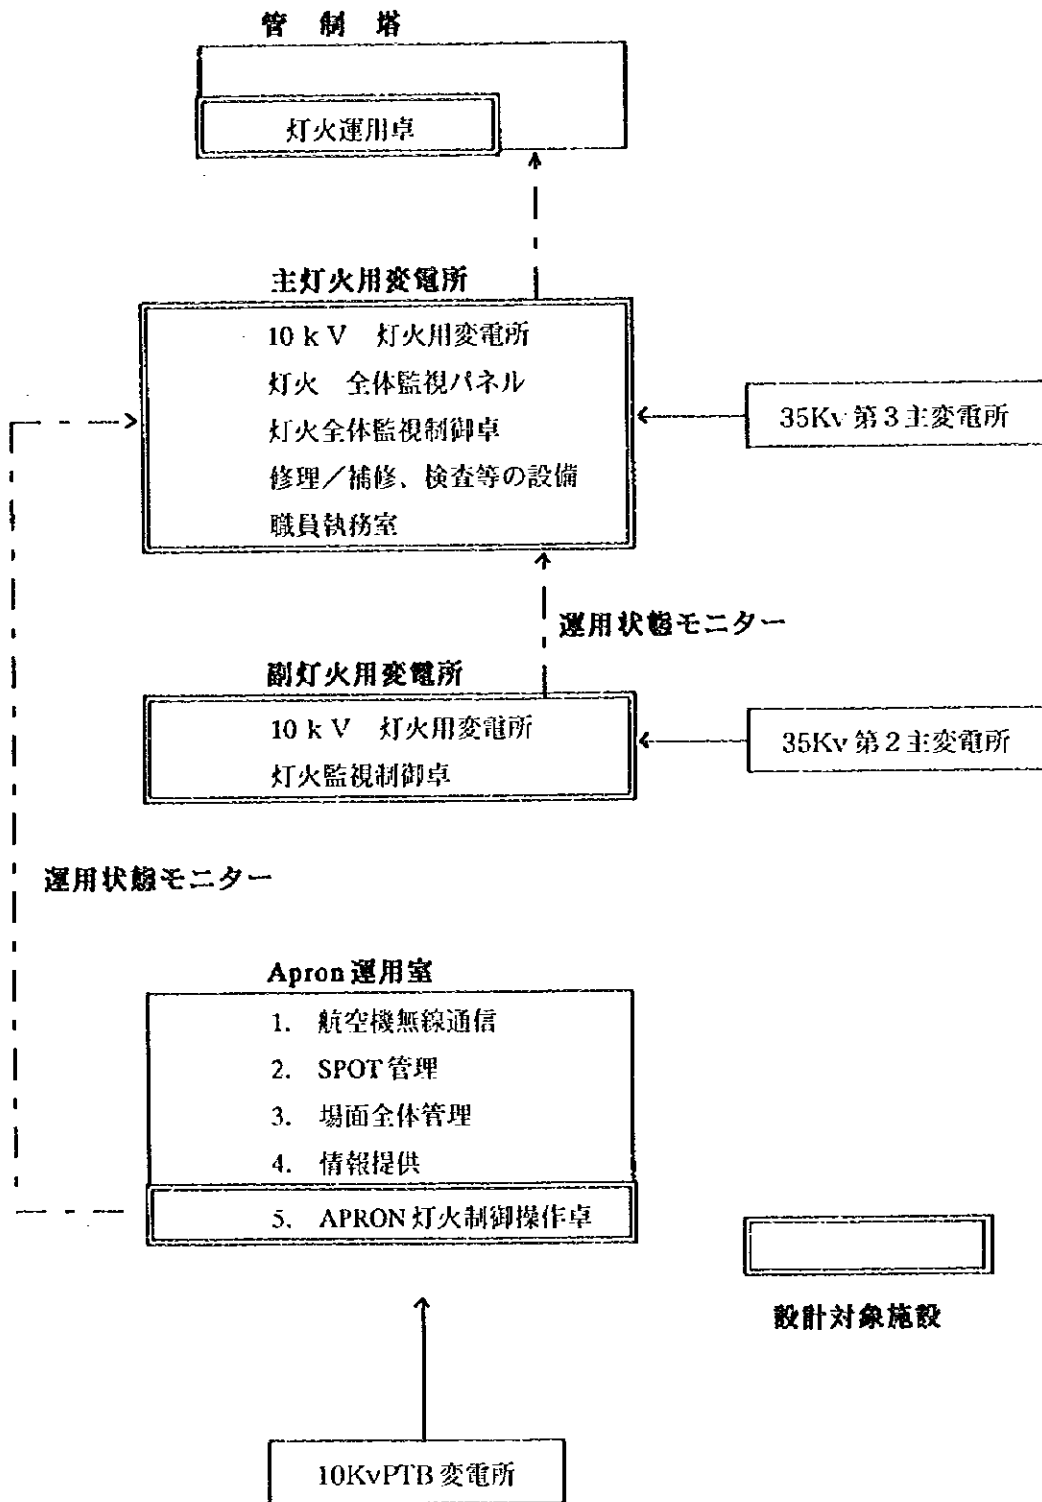 管 制 塔
灯火運用卓
主灯火用変電所
10 k V 灯火用変電所
灯火 全体監視パネル
灯火全体監視制御卓
修理／補修、検査等の設備
職員執務室
35Kv 第３主変電所
運用状態モニター
副灯火用変電所
10 k V 灯火用変電所
灯火監視制御卓
35Kv 第２主変電所
運用状態モニター
Apron 運用室
1. 航空機無線通信
2. SPOT 管理
3. 場面全体管理
4. 情報提供
5. APRON 灯火制御操作卓
設計対象施設
10KvPTB 変電所